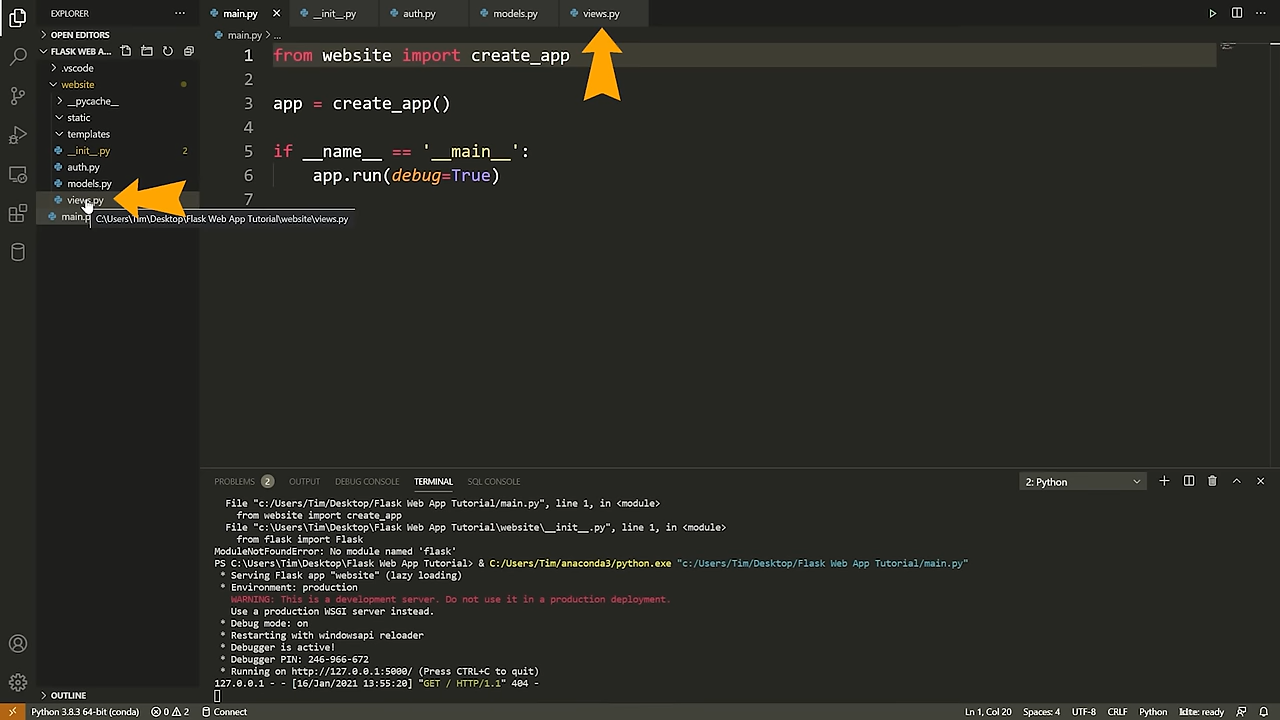 EXPLORER
OPEN EDITORS
FLASK WEB A...
.vscode
website
__pycache__
static
templates
__init__.py 2
auth.py
models.py
views.py
main.p
C:\Users\Tim\Desktop\Flask Web App Tutorial\website\views.py
OUTLINE
main.py __init__.py auth.py models.py views.py
main.py > ...
1 from website import create_app
2
3 app = create_app()
4
5 if __name__ == '__main__':
6 app.run(debug=True)
7
PROBLEMS 2 OUTPUT DEBUG CONSOLE TERMINAL SQL CONSOLE 2: Python
File "c:/Users/Tim/Desktop/Flask Web App Tutorial/main.py", line 1, in <module>
from website import create_app
File "c:\Users\Tim\Desktop\Flask Web App Tutorial\website\__init__.py", line 1, in <module>
from flask import Flask
ModuleNotFoundError: No module named 'flask'
PS C:\Users\Tim\Desktop\Flask Web App Tutorial> & C:/Users/Tim/anaconda3/python.exe "c:/Users/Tim/Desktop/Flask Web App Tutorial/main.py"
* Serving Flask app "website" (lazy loading)
* Environment: production
WARNING: This is a development server. Do not use it in a production deployment.
Use a production WSGI server instead.
* Debug mode: on
* Restarting with windowsapi reloader
* Debugger is active!
* Debugger PIN: 246-966-672
* Running on http://127.0.0.1:5000/ (Press CTRL+C to quit)
127.0.0.1 - - [16/Jan/2021 13:55:20] "GET / HTTP/1.1" 404 -
Python 3.8.3 64-bit (conda) 0 2 Connect Ln 1, Col 20 Spaces: 4 UTF-8 CRLF Python kite: ready